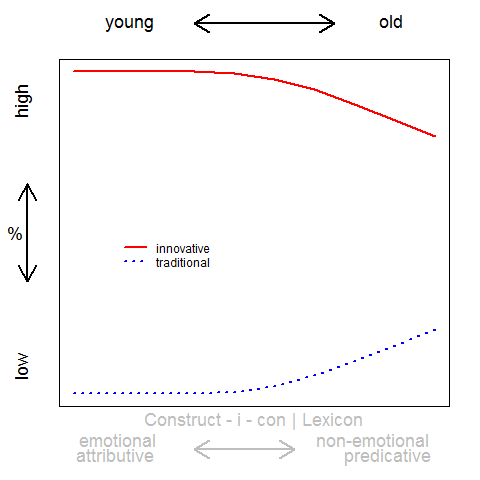 young old
high
%
innovative
traditional
low
Construct - i - con | Lexicon
emotional non-emotional
attributive predicative